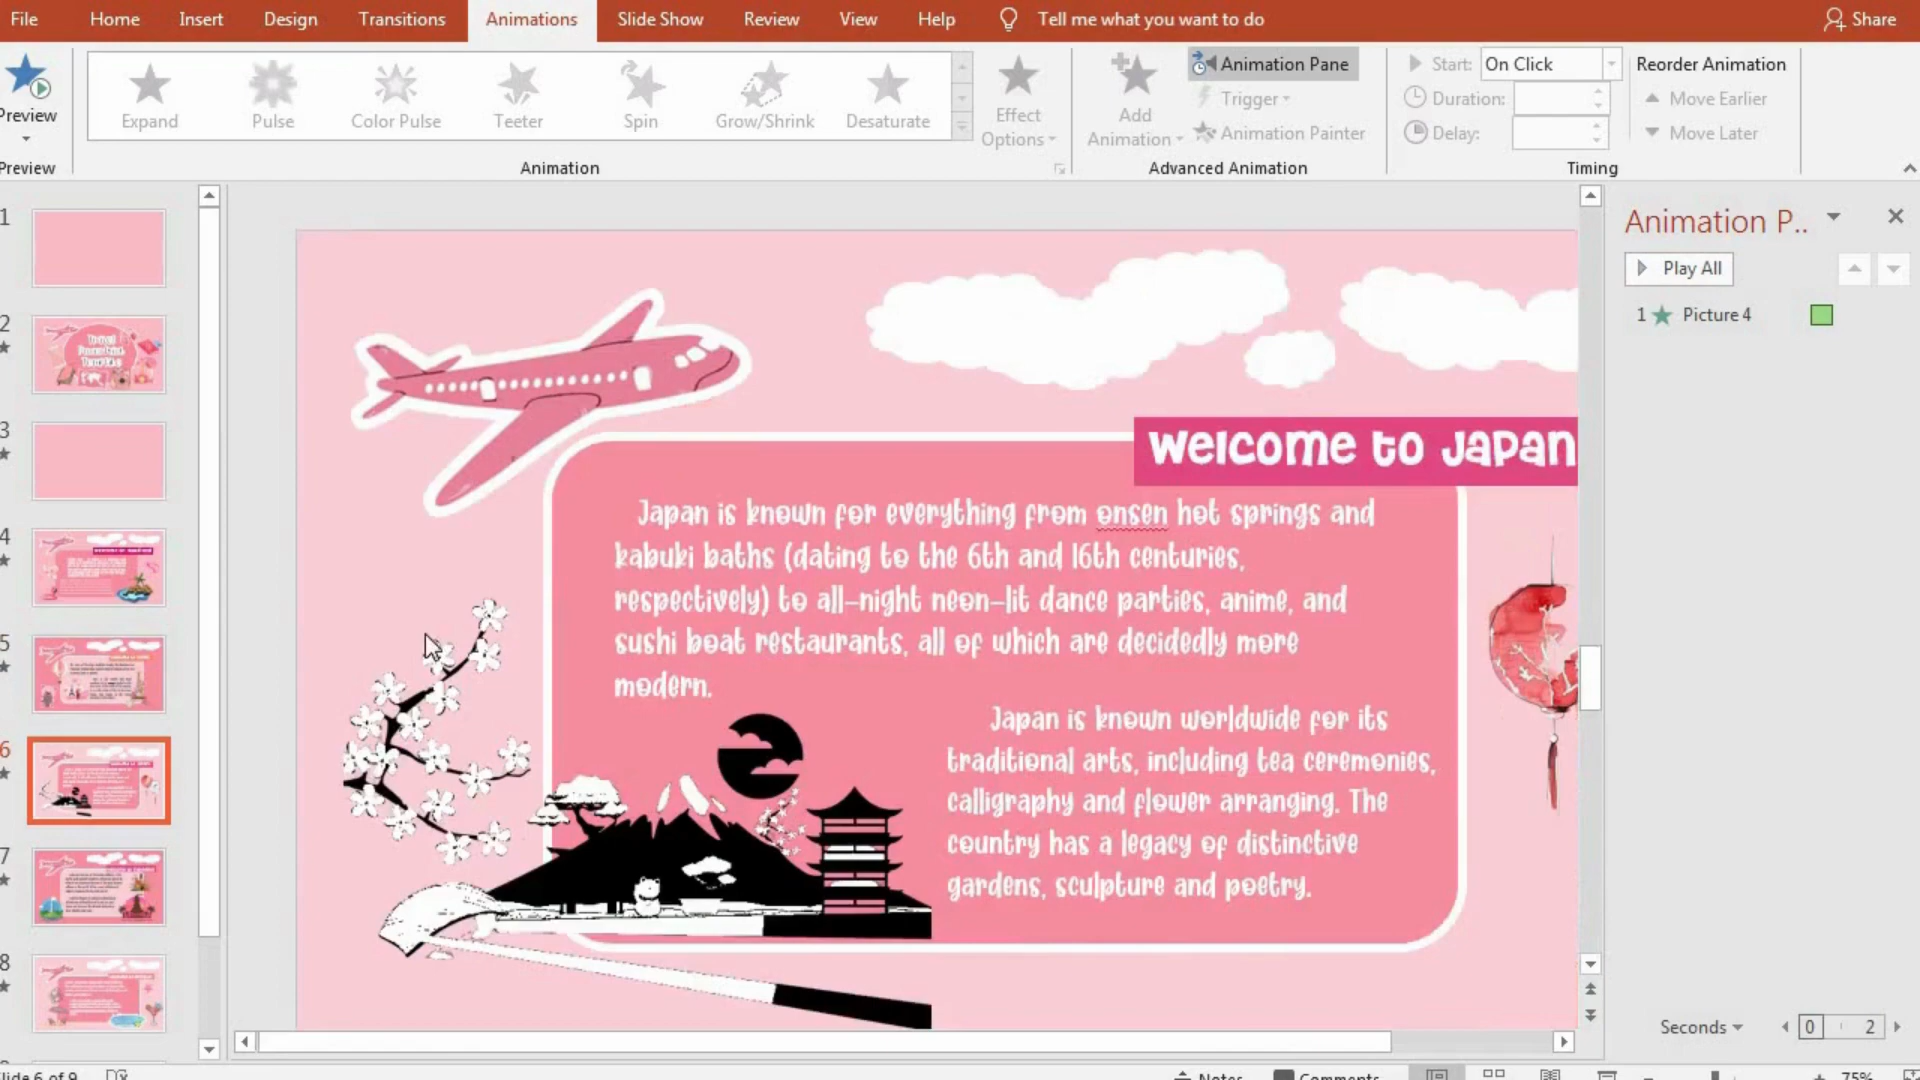 File Home Insert Design Transitions Animations Slide Show Review View Help Tell me what you want to do Share
Preview
Preview
Expand Pulse Color Pulse Teeter Spin Grow/Shrink Desaturate
Animation
Effect
Options
Add
Animation
Animation Pane
Trigger
Animation Painter
Advanced Animation
Start: On Click
Duration:
Delay:
Reorder Animation
Move Earlier
Move Later
Timing
1
2
3
4
5
6
7
8
Welcome to Japan
Japan is known for everything from onsen hot springs and
kabuki baths (dating to the 6th and 16th centuries,
respectively) to all-night neon-lit dance parties, anime, and
sushi boat restaurants, all of which are decidedly more
modern.
Japan is known worldwide for its
traditional arts, including tea ceremonies,
calligraphy and flower arranging. The
country has a legacy of distinctive
gardens, sculpture and poetry.
Animation P..
Play All
1 Picture 4
Seconds 0 2
lide 6 of 9 Notes Comments 75%